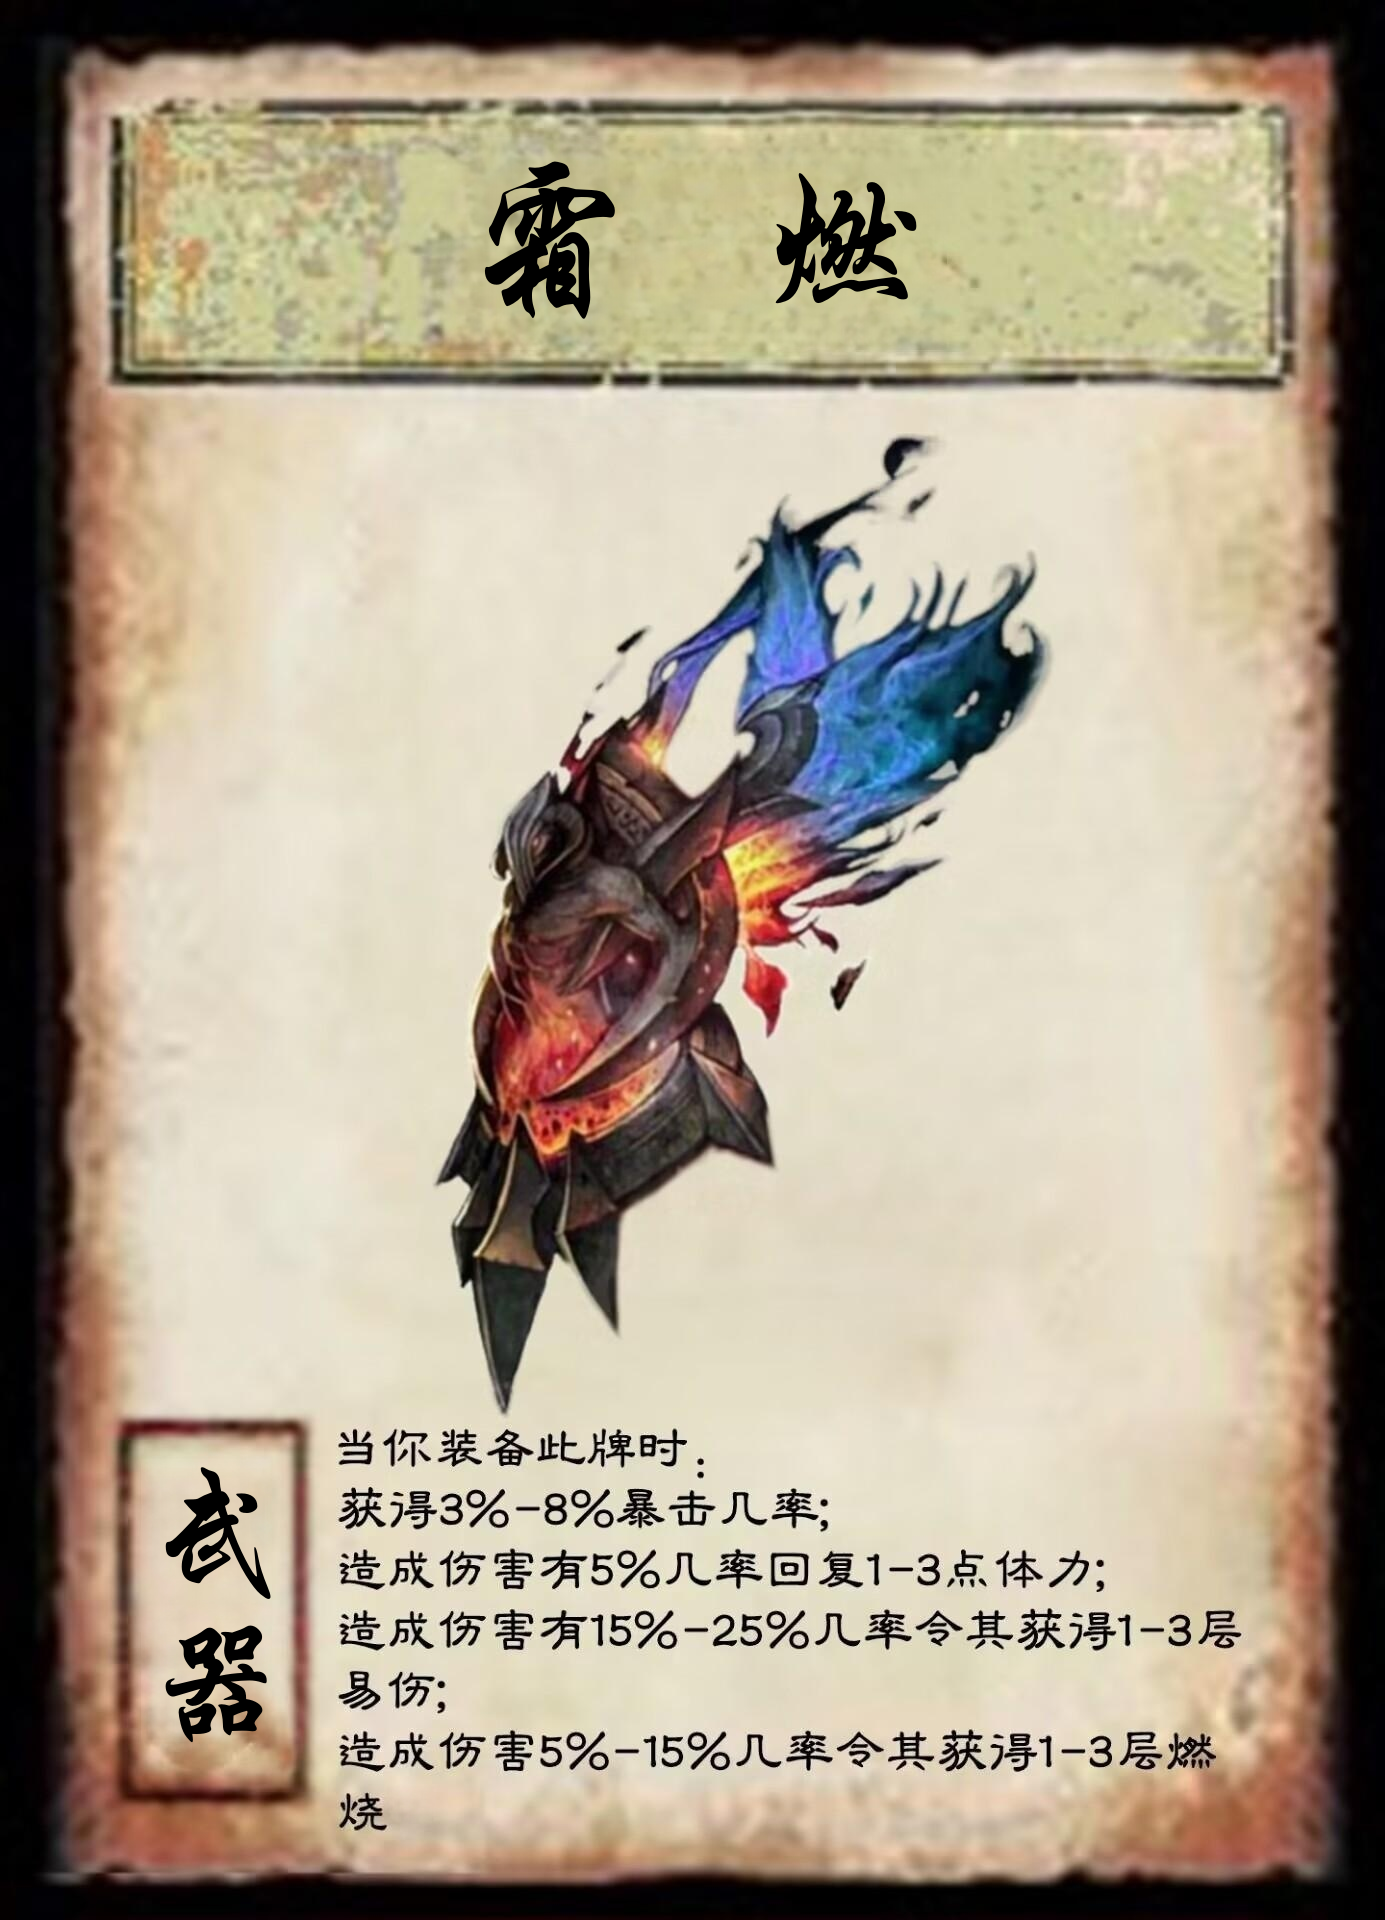 霜 燃
武器
当你装备此牌时：
获得3%-8%暴击几率;
造成伤害有5%几率回复1-3点体力;
造成伤害有15%-25%几率令其获得1-3层
易伤;
造成伤害5%-15%几率令其获得1-3层燃
烧